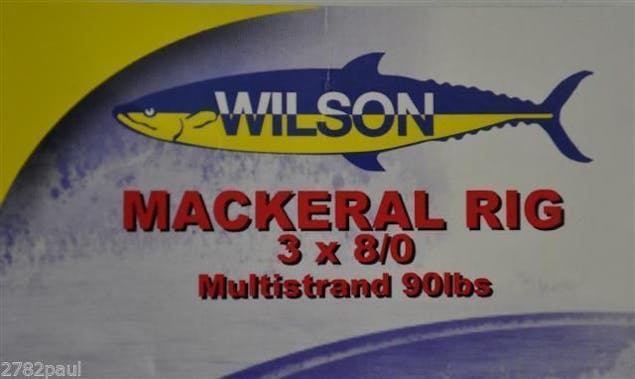 WILSON
MACKERAL RIG
3 x 8/0
Multistrand 90lbs
2782paul